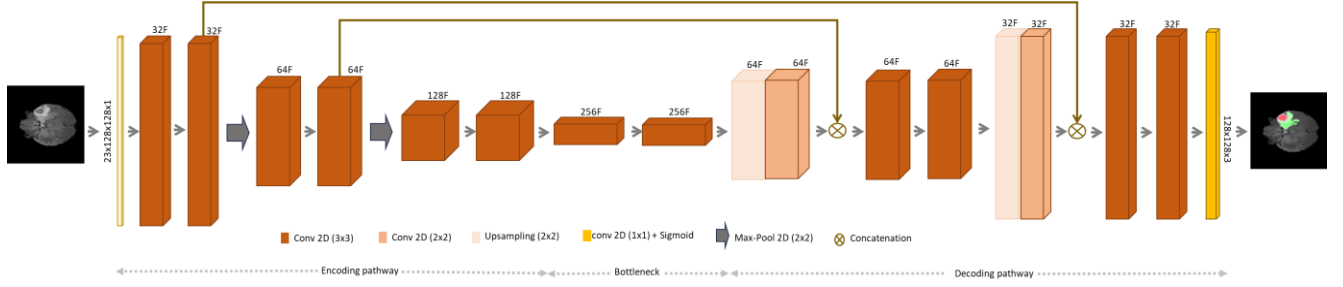 32F 32F
64F 64F
128F 128F
256F 256F
64F 64F
64F 64F
32F 32F
32F 32F
23x128x128x1
128x128x3
Conv 2D (3x3)
Conv 2D (2x2)
Upsampling (2x2)
conv 2D (1x1) + Sigmoid
Max-Pool 2D (2x2)
Concatenation
Encoding pathway
Bottleneck
Decoding pathway